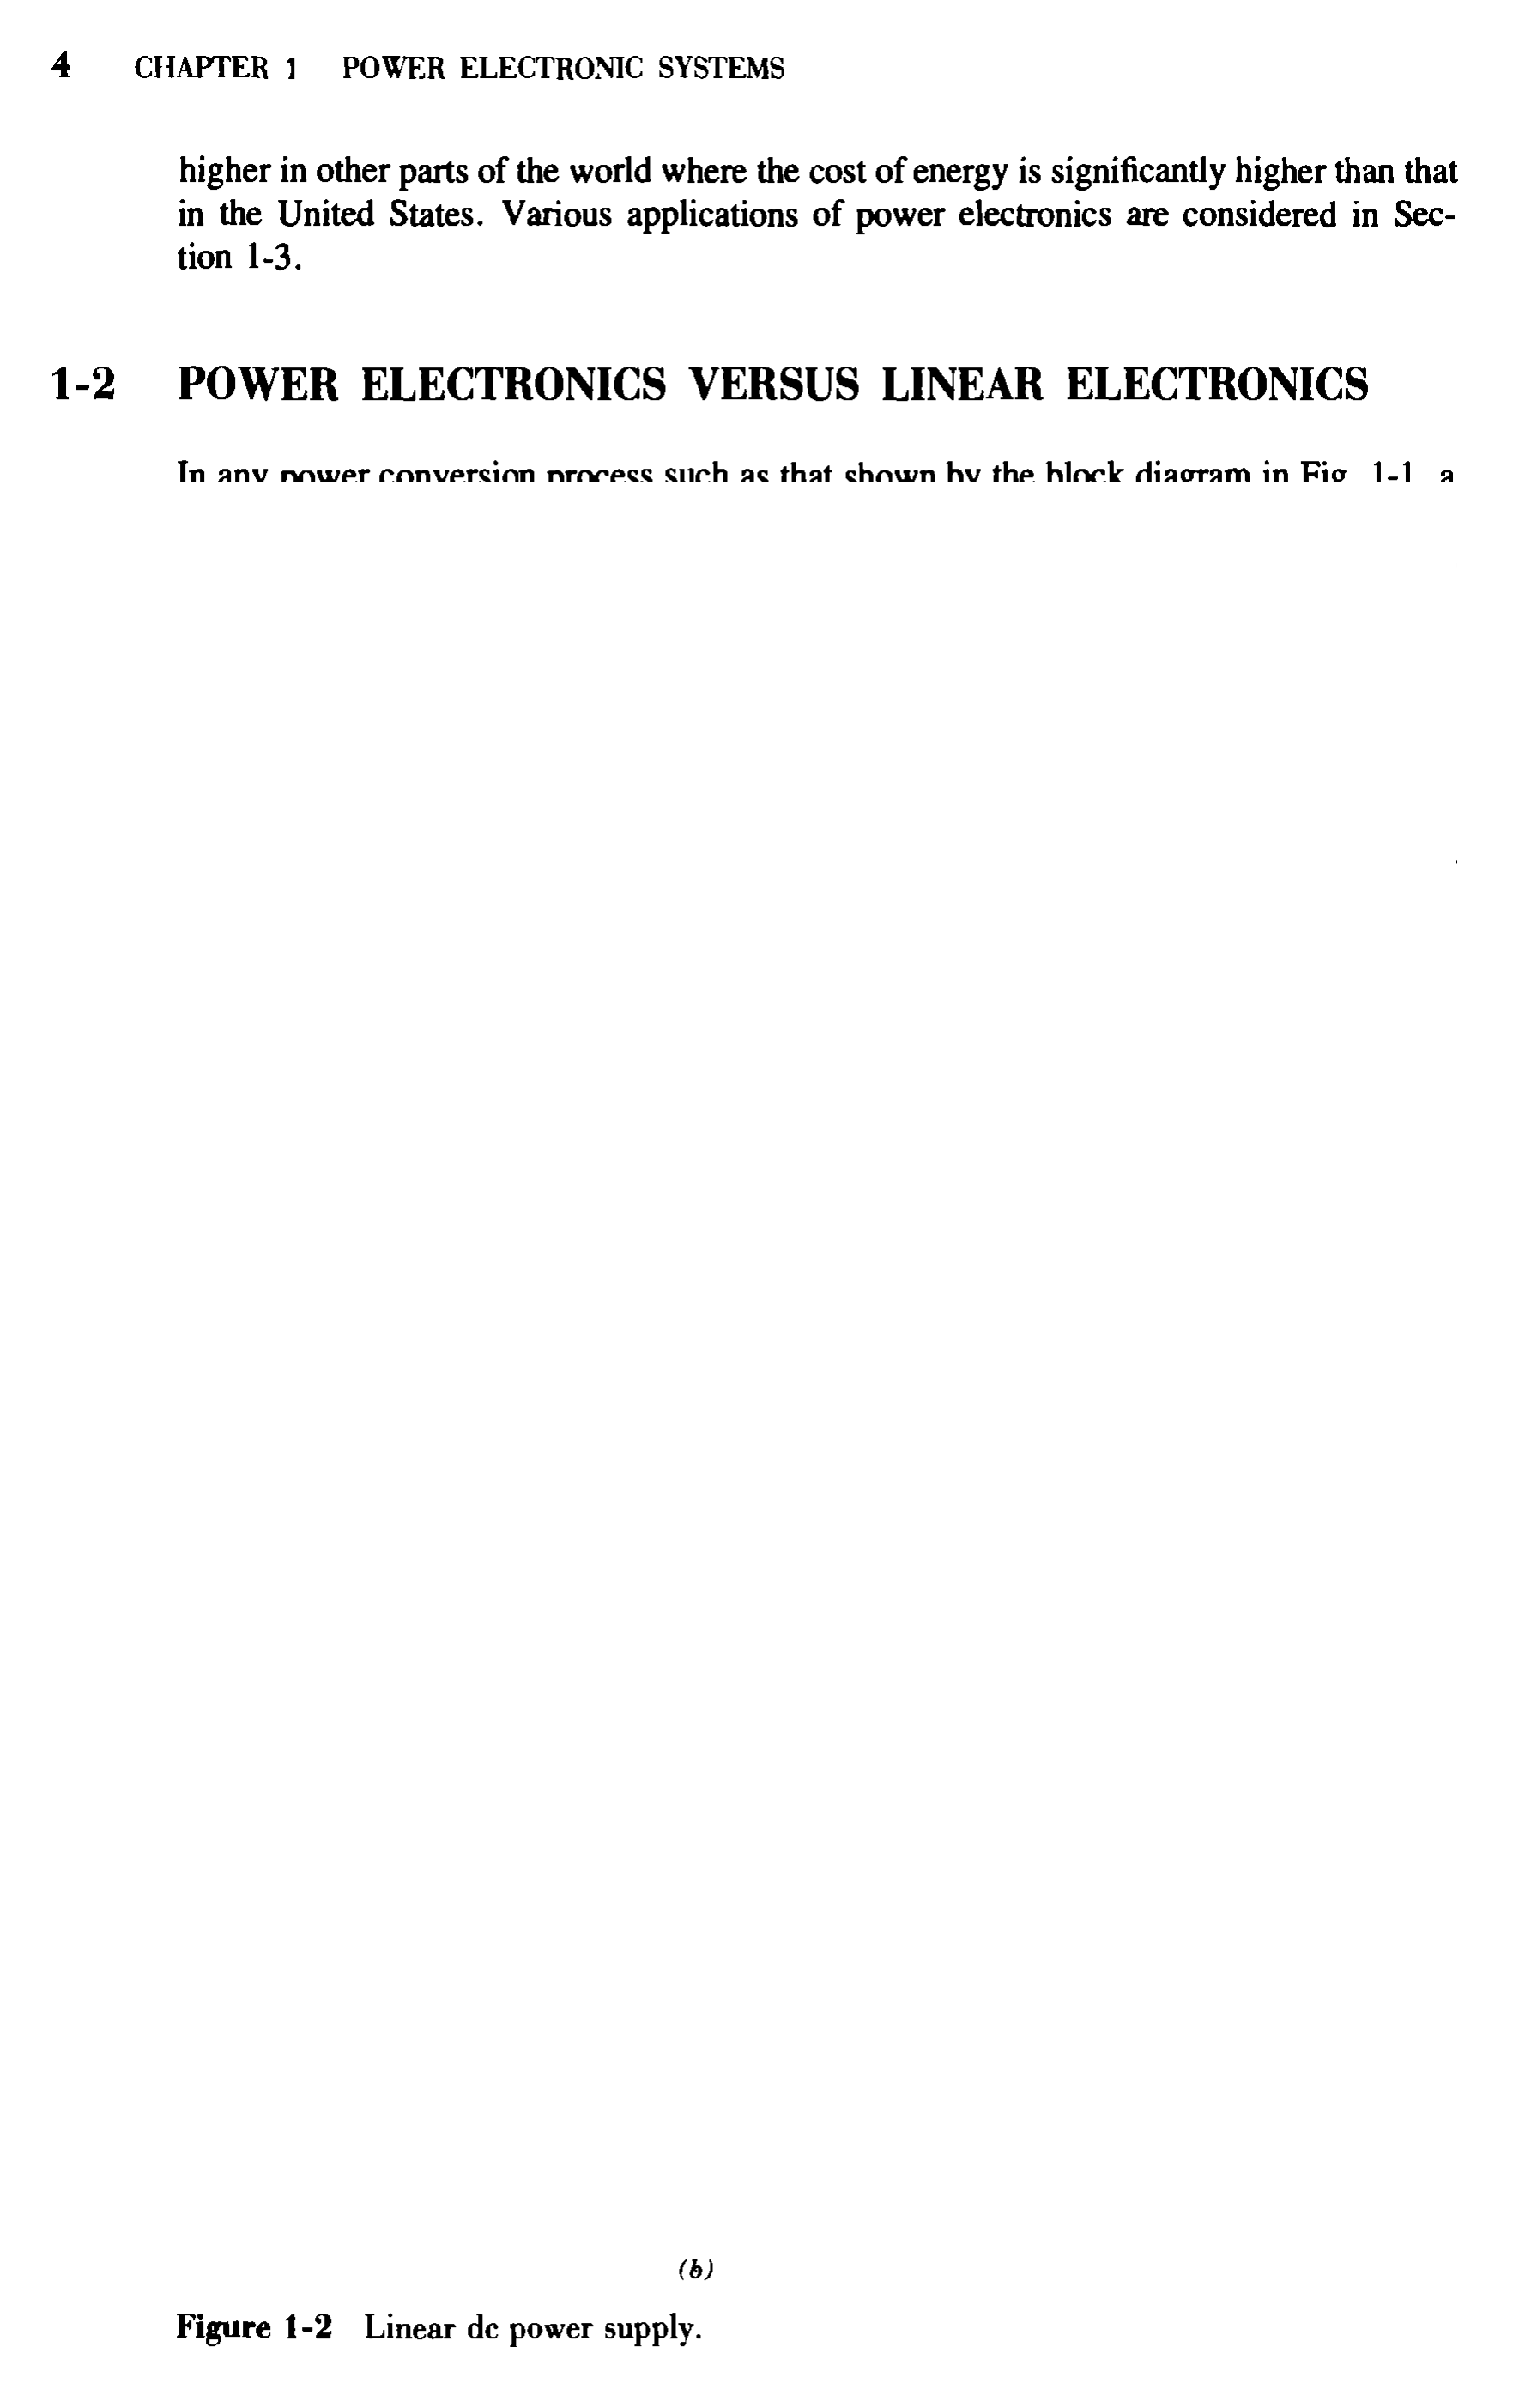 4 CHAPTER 1 POWER ELECTRONIC SYSTEMS
higher in other parts of the world where the cost of energy is significantly higher than that
in the United States. Various applications of power electronics are considered in Sec-
tion 1-3.
1-2 POWER ELECTRONICS VERSUS LINEAR ELECTRONICS
In any power conversion process such as that shown by the block diagram in Fig. 1-1, a
(b)
Figure 1-2 Linear dc power supply.